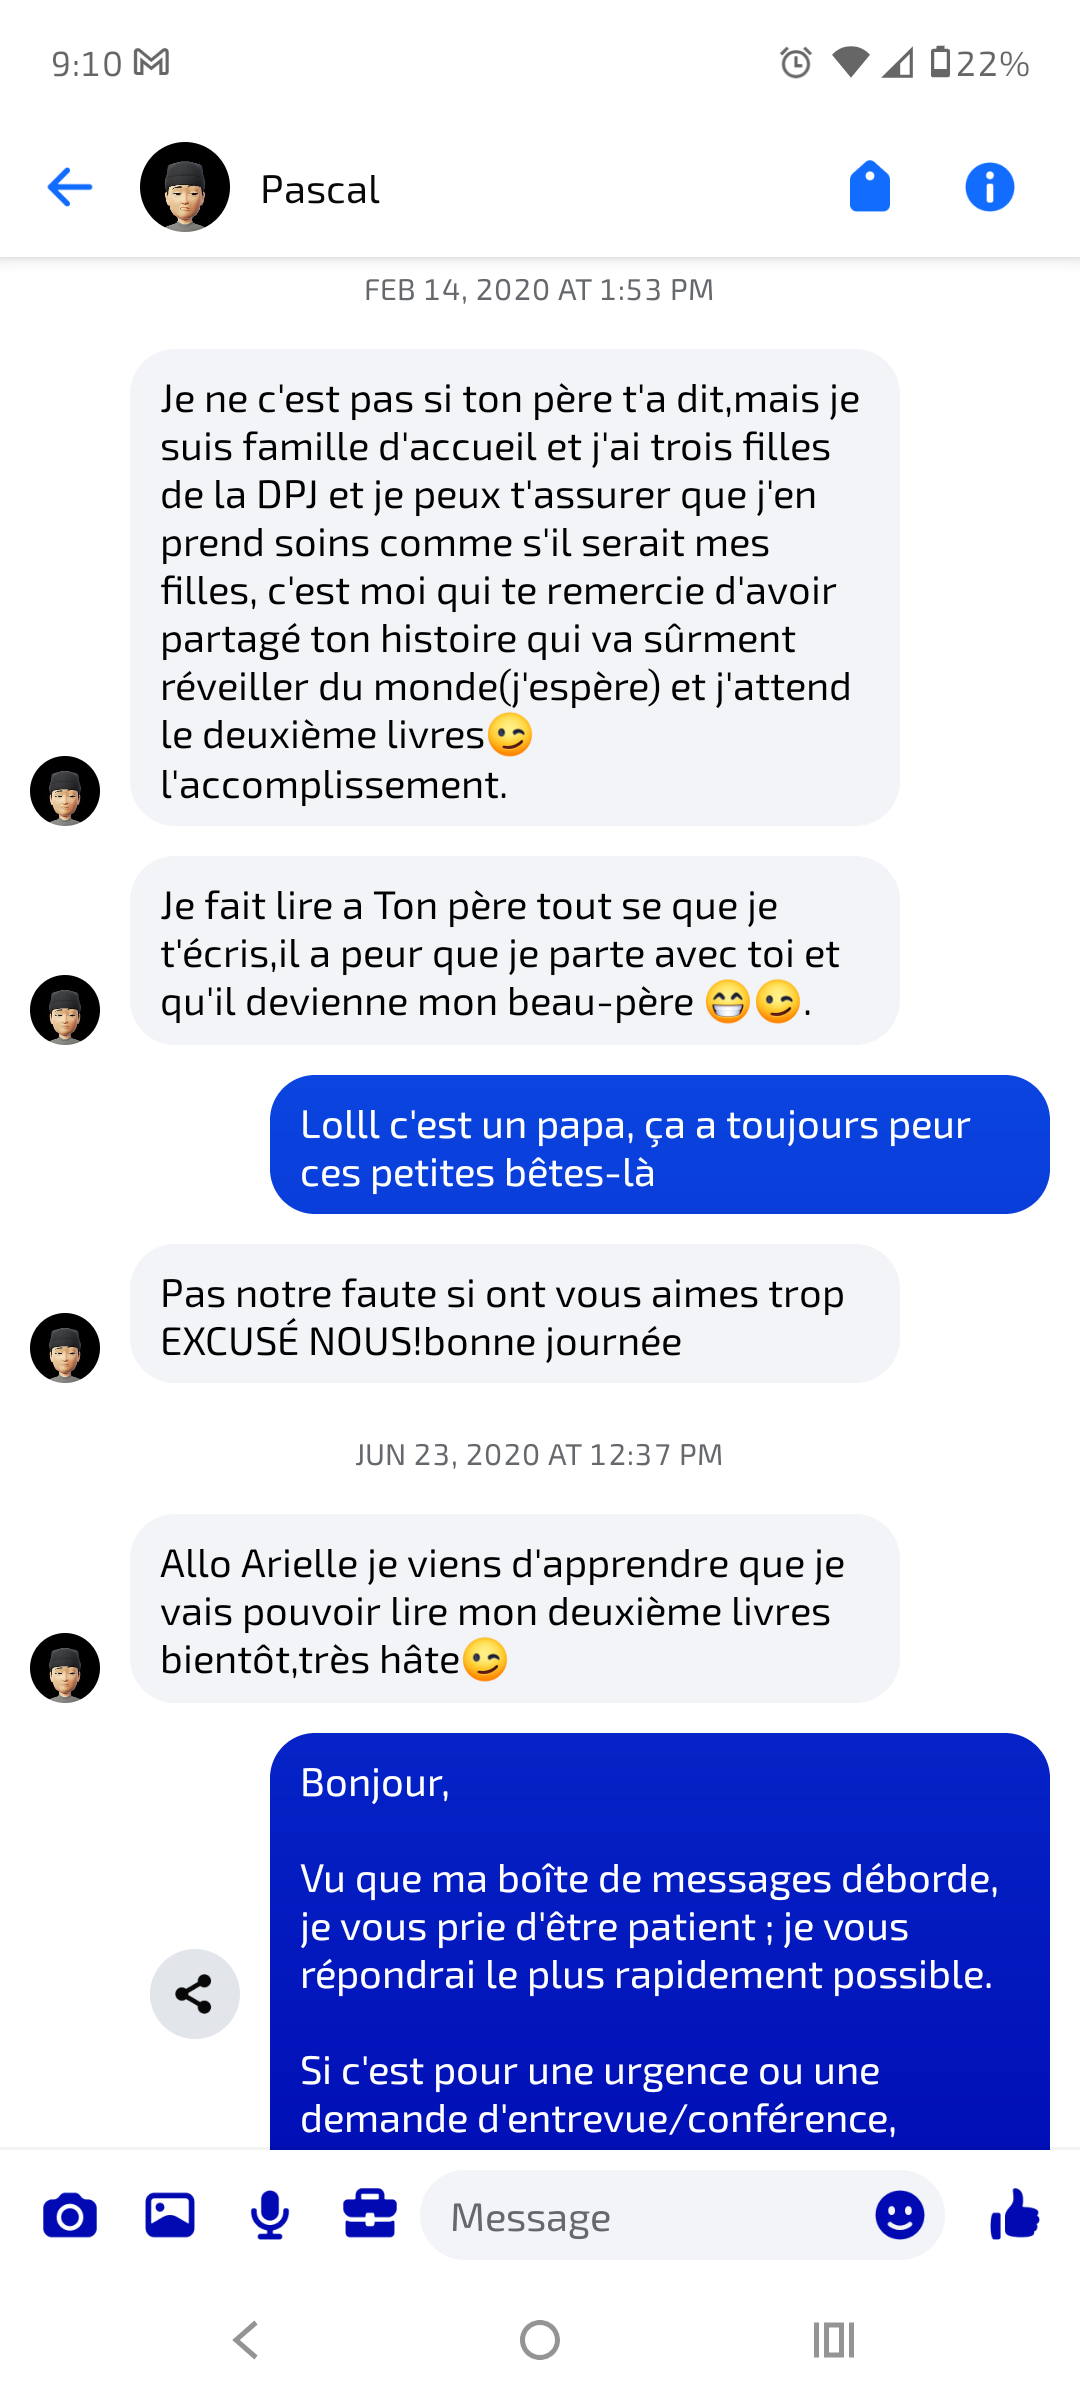 9:10
22%
Pascal
FEB 14, 2020 AT 1:53 PM
Je ne c'est pas si ton père t'a dit,mais je
suis famille d'accueil et j'ai trois filles
de la DPJ et je peux t'assurer que j'en
prend soins comme s'il serait mes
filles, c'est moi qui te remercie d'avoir
partagé ton histoire qui va sûrment
réveiller du monde(j'espère) et j'attend
le deuxième livres😉
l'accomplissement.
Je fait lire a Ton père tout se que je
t'écris,il a peur que je parte avec toi et
qu'il devienne mon beau-père 😁😉.
Lolll c'est un papa, ça a toujours peur
ces petites bêtes-là
Pas notre faute si ont vous aimes trop
EXCUSÉ NOUS!bonne journée
JUN 23, 2020 AT 12:37 PM
Allo Arielle je viens d'apprendre que je
vais pouvoir lire mon deuxième livres
bientôt,très hâte😉
Bonjour,
Vu que ma boîte de messages déborde,
je vous prie d'être patient ; je vous
répondrai le plus rapidement possible.
Si c'est pour une urgence ou une
demande d'entrevue/conférence,
Message